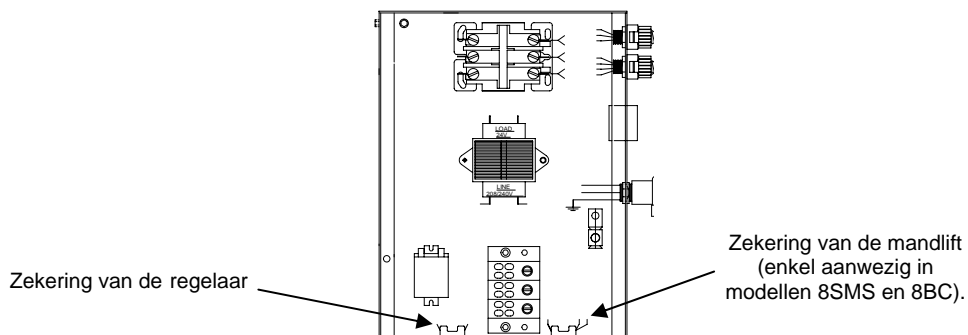 LOAD
24V
LINE
208/240V
Zekering van de regelaar
Zekering van de mandlift
(enkel aanwezig in
modellen 8SMS en 8BC).